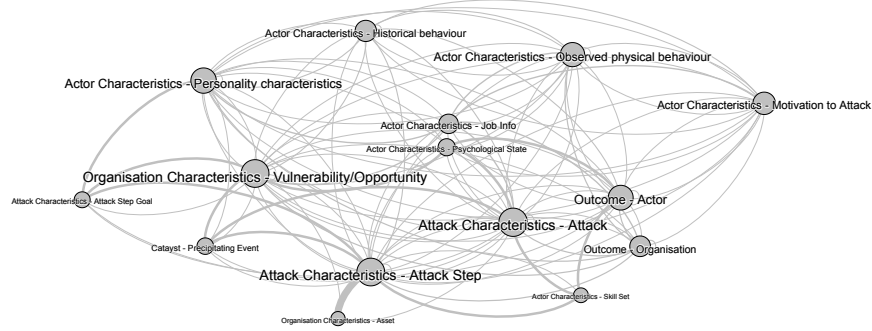 Actor Characteristics - Historical behaviour
Actor Characteristics - Observed physical behaviour
Actor Characteristics - Personality characteristics
Actor Characteristics - Motivation to Attack
Actor Characteristics - Job Info
Actor Characteristics - Psychological State
Organisation Characteristics - Vulnerability/Opportunity
Attack Characteristics - Attack Step Goal
Outcome - Actor
Attack Characteristics - Attack
Catayst - Precipitating Event
Outcome - Organisation
Attack Characteristics - Attack Step
Actor Characteristics - Skill Set
Organisation Characteristics - Asset